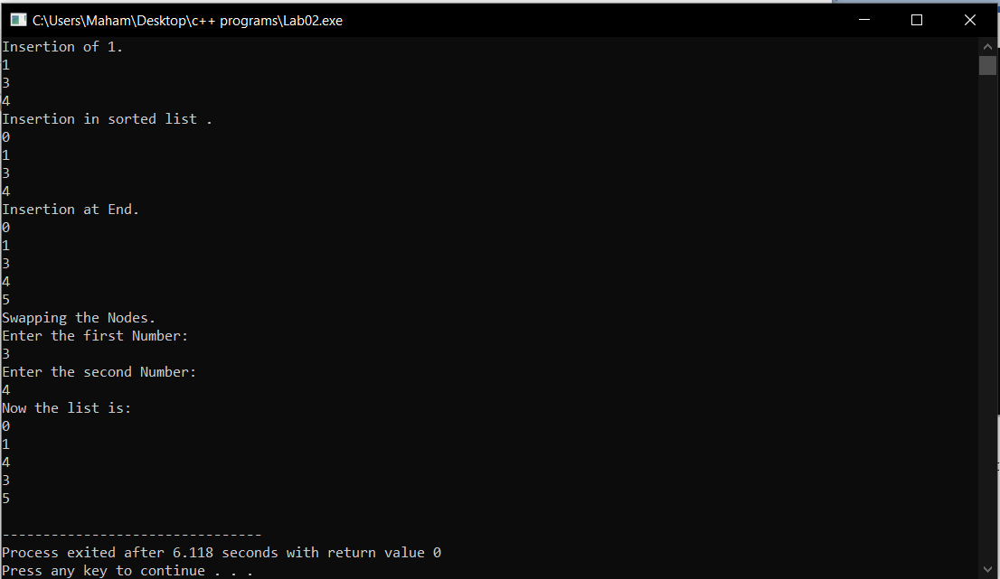 C:\Users\Maham\Desktop\c++ programs\Lab02.exe
Insertion of 1.
1
3
4
Insertion in sorted list .
0
1
3
4
Insertion at End.
0
1
3
4
5
Swapping the Nodes.
Enter the first Number:
3
Enter the second Number:
4
Now the list is:
0
1
4
3
5
--------------------------------
Process exited after 6.118 seconds with return value 0
Press any key to continue . . .